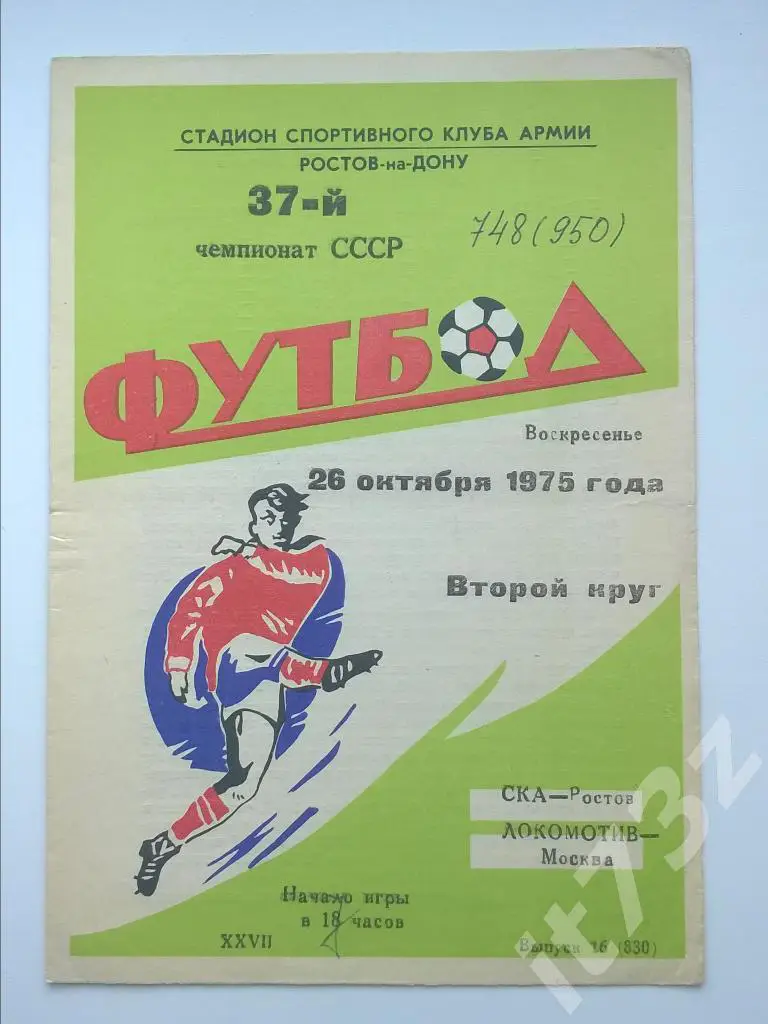 СТАДИОН СПОРТИВНОГО КЛУБА АРМИИ
РОСТОВ-на-ДОНУ
37-й
чемпионат СССР
748 (950)
ФУТБОЛ
Воскресенье
26 октября 1975 года
Второй круг
СКА—Ростов
ЛОКОМОТИВ—
Москва
Начало игры
в 18 часов
XXVII
Выпуск 16 (830)
it73z